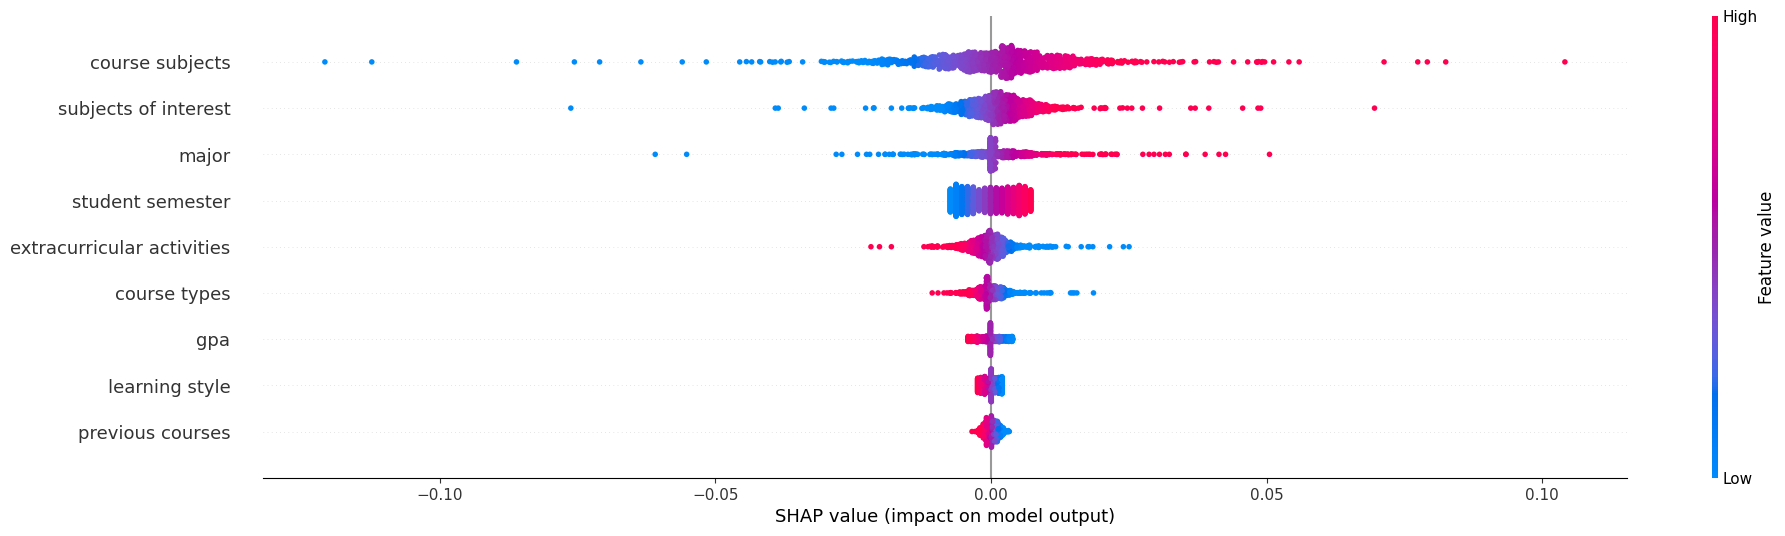 High
course subjects
subjects of interest
major
student semester
extracurricular activities
course types
gpa
learning style
previous courses
Feature value
Low
−0.10
−0.05
0.00
0.05
0.10
SHAP value (impact on model output)